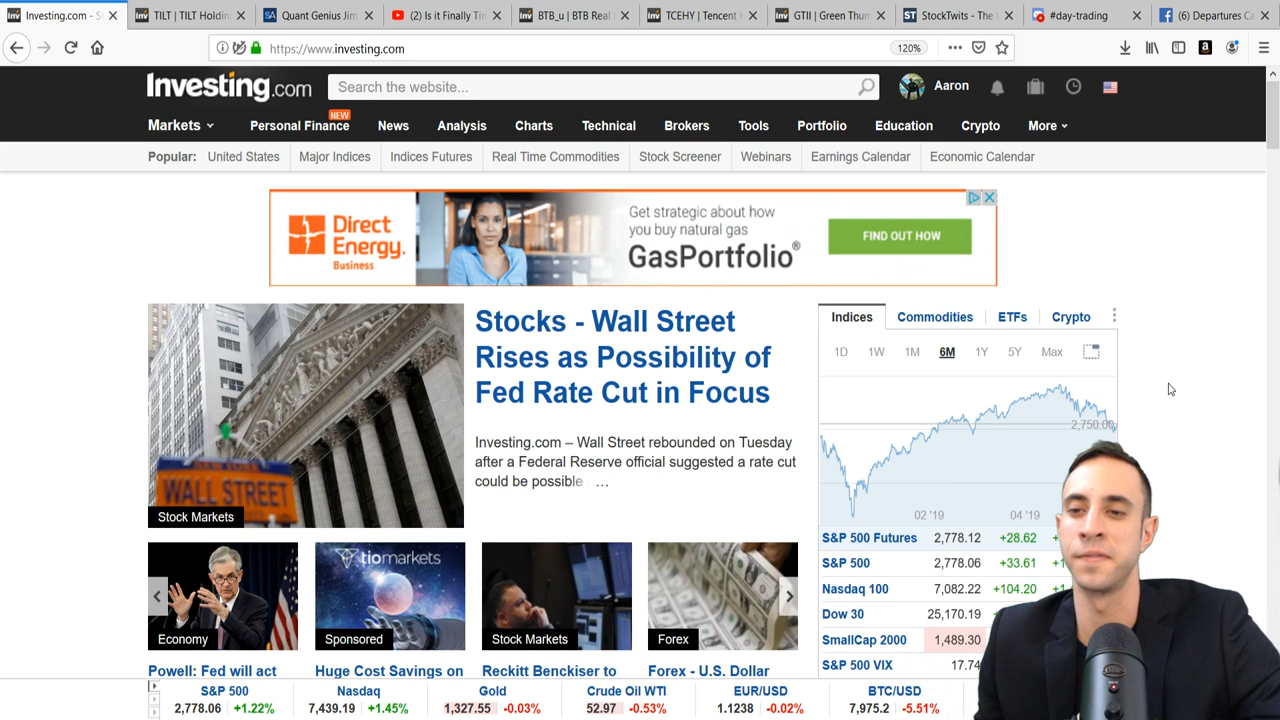 Investing.com - S
TILT | TILT Holding
Quant Genius Jim
(2) Is it Finally Tim
BTB_u | BTB Real
TCEHY | Tencent H
GTII | Green Thum
StockTwits - The
#day-trading
(6) Departures Ca
https://www.investing.com
120%
Investing.com
Search the website...
Aaron
NEW
Markets Personal Finance News Analysis Charts Technical Brokers Tools Portfolio Education Crypto More
Popular: United States Major Indices Indices Futures Real Time Commodities Stock Screener Webinars Earnings Calendar Economic Calendar
Direct
Energy.
Business
Get strategic about how
you buy natural gas
GasPortfolio®
FIND OUT HOW
WALL STREET
Stock Markets
Stocks - Wall Street
Rises as Possibility of
Fed Rate Cut in Focus
Investing.com – Wall Street rebounded on Tuesday
after a Federal Reserve official suggested a rate cut
could be possible ...
Indices Commodities ETFs Crypto
1D 1W 1M 6M 1Y 5Y Max
2,750.00
02 '19 04 '19
S&P 500 Futures 2,778.12 +28.62
S&P 500 2,778.06 +33.61
Nasdaq 100 7,082.22 +104.20
Dow 30 25,170.19
SmallCap 2000 1,489.30
S&P 500 VIX 17.74
Economy
tiomarkets
Sponsored
Stock Markets
Forex
Powell: Fed will act
Huge Cost Savings on
Reckitt Benckiser to
Forex - U.S. Dollar
S&P 500 Nasdaq Gold Crude Oil WTI EUR/USD BTC/USD
2,778.06 +1.22% 7,439.19 +1.45% 1,327.55 -0.03% 52.97 -0.53% 1.1238 -0.02% 7,975.2 -5.51%